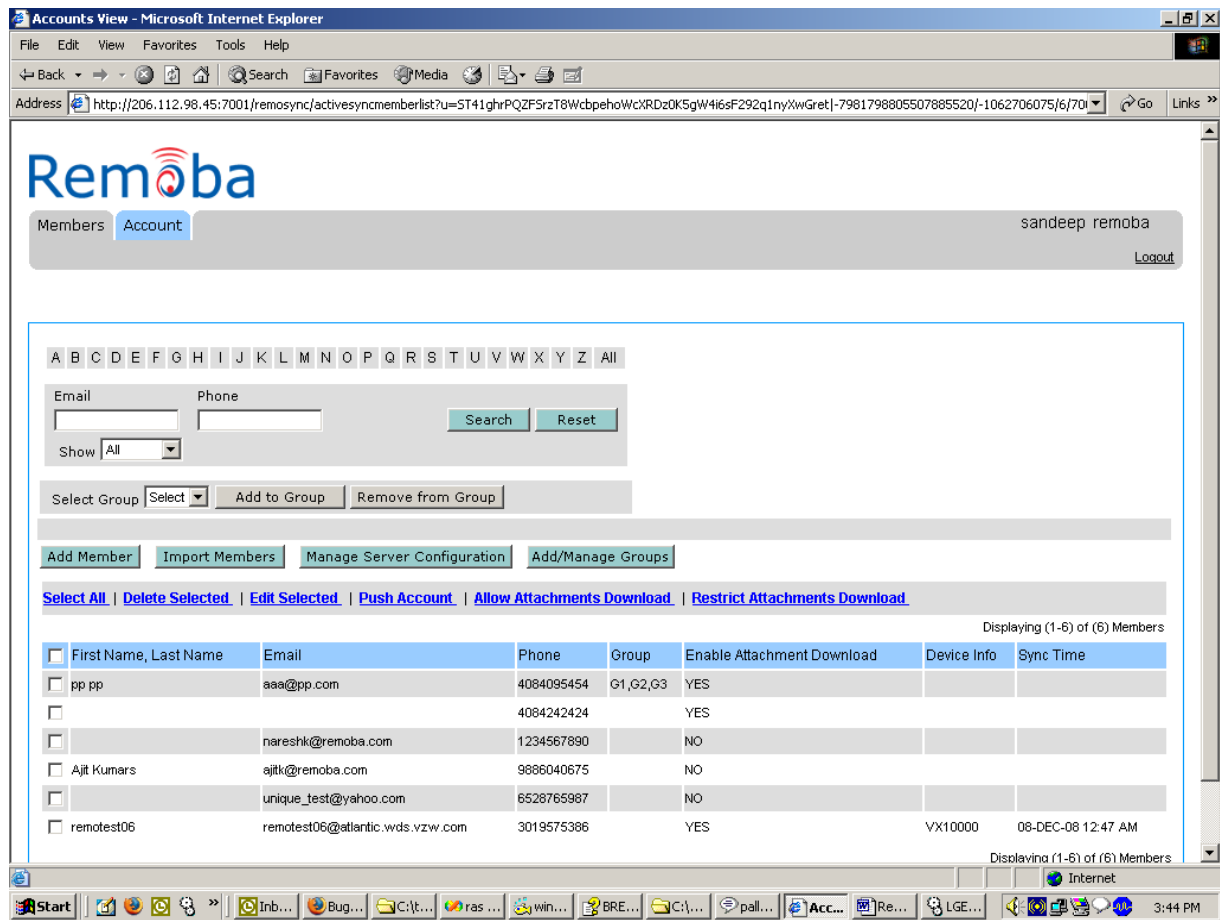 Accounts View - Microsoft Internet Explorer
File Edit View Favorites Tools Help
Back Search Favorites Media
Address http://206.112.98.45:7001/remosync/activesyncmemberlist?u=ST41ghrPQZFSrzT8WcbpehoWcXRDz0K5gW4i6sF292q1nyXwGret|-7981798805507885520/-1062706075/6/700 Go Links »
Remoba
Members Account sandeep remoba
Logout
A B C D E F G H I J K L M N O P Q R S T U V W X Y Z All
Email Phone
Search Reset
Show All
Select Group Select Add to Group Remove from Group
Add Member Import Members Manage Server Configuration Add/Manage Groups
Select All | Delete Selected | Edit Selected | Push Account | Allow Attachments Download | Restrict Attachments Download
Displaying (1-6) of (6) Members
First Name, Last Name Email Phone Group Enable Attachment Download Device Info Sync Time
pp pp aaa@pp.com 4084095454 G1,G2,G3 YES
4084242424 YES
nareshk@remoba.com 1234567890 NO
Ajit Kumars ajitk@remoba.com 9886040675 NO
unique_test@yahoo.com 6528765987 NO
remotest06 remotest06@atlantic.wds.vzw.com 3019575386 YES VX10000 08-DEC-08 12:47 AM
Displaying (1-6) of (6) Members
Internet
Start » Inb... Bug... C:\t... ras ... win... BRE... C:\... pall... Acc... Re... LGE... 3:44 PM